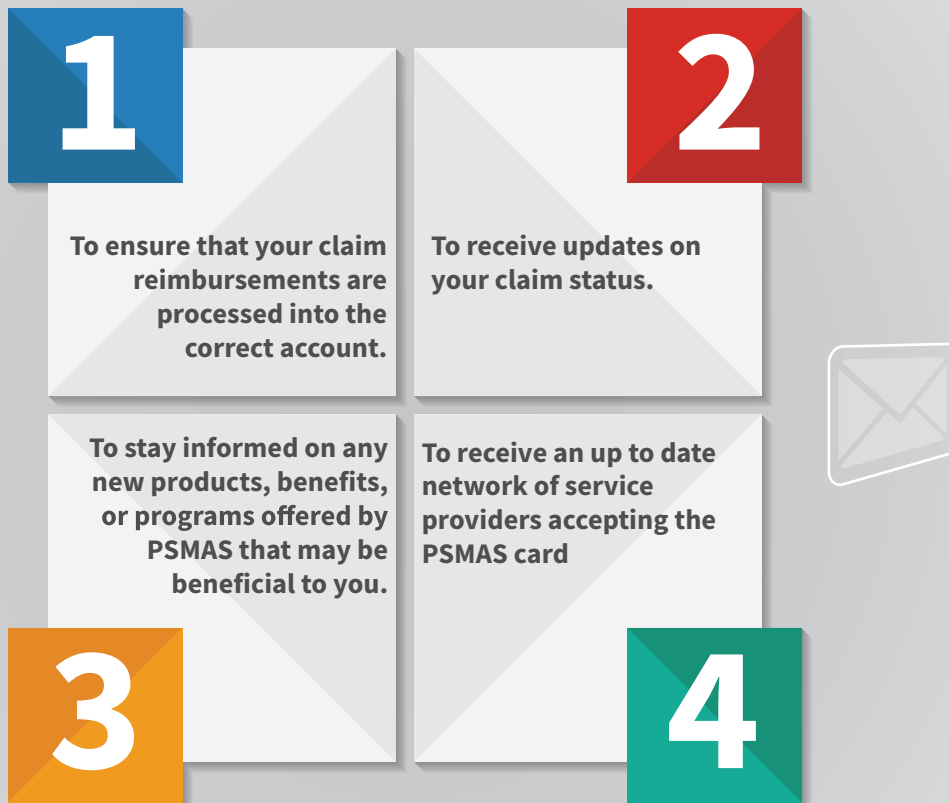 1
To ensure that your claim
reimbursements are
processed into the
correct account.
2
To receive updates on
your claim status.
3
To stay informed on any
new products, benefits,
or programs offered by
PSMAS that may be
beneficial to you.
4
To receive an up to date
network of service
providers accepting the
PSMAS card